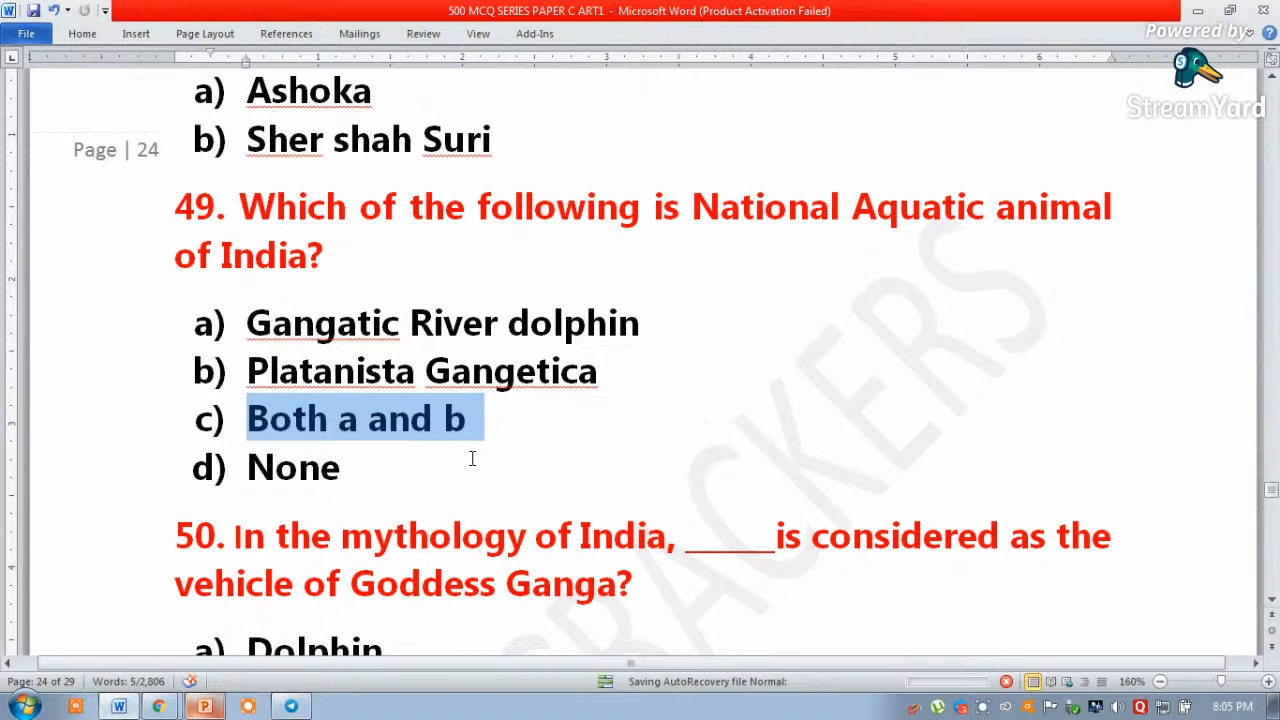 500 MCQ SERIES PAPER C ART1 - Microsoft Word (Product Activation Failed)
File Home Insert Page Layout References Mailings Review View Add-Ins
Powered by
StreamYard
a) Ashoka
b) Sher shah Suri
Page | 24
49. Which of the following is National Aquatic animal
of India?
a) Gangatic River dolphin
b) Platanista Gangetica
c) Both a and b
d) None
50. In the mythology of India, _____is considered as the
vehicle of Goddess Ganga?
a) Dolphin
CRACKERS
Page: 24 of 29 Words: 5/2,806 Saving AutoRecovery file Normal: 160%
8:05 PM